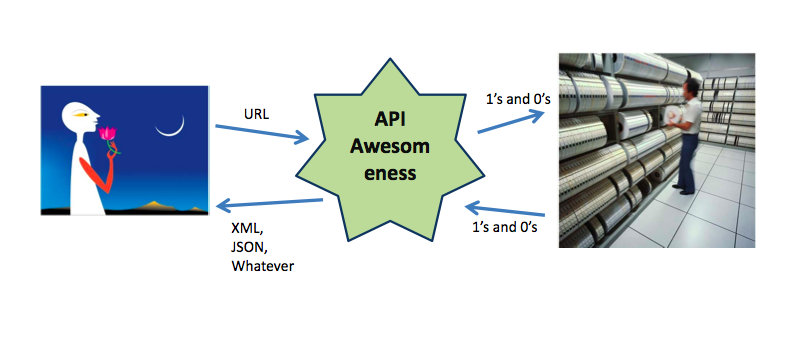 URL
API
Awesom
eness
1's and 0's
XML,
JSON,
Whatever
1's and 0's